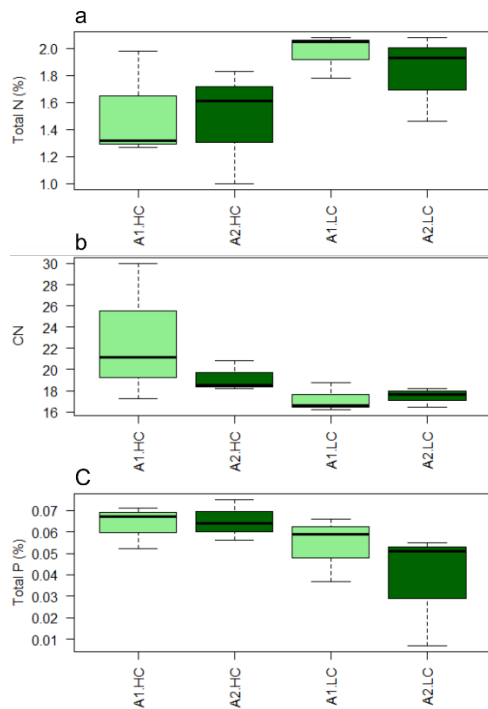 a
Total N (%)
2.0
1.8
1.6
1.4
1.2
1.0
A1.HC
A2.HC
A1.LC
A2.LC
b
CN
30
28
26
24
22
20
18
16
A1.HC
A2.HC
A1.LC
A2.LC
C
Total P (%)
0.07
0.06
0.05
0.04
0.03
0.02
0.01
A1.HC
A2.HC
A1.LC
A2.LC